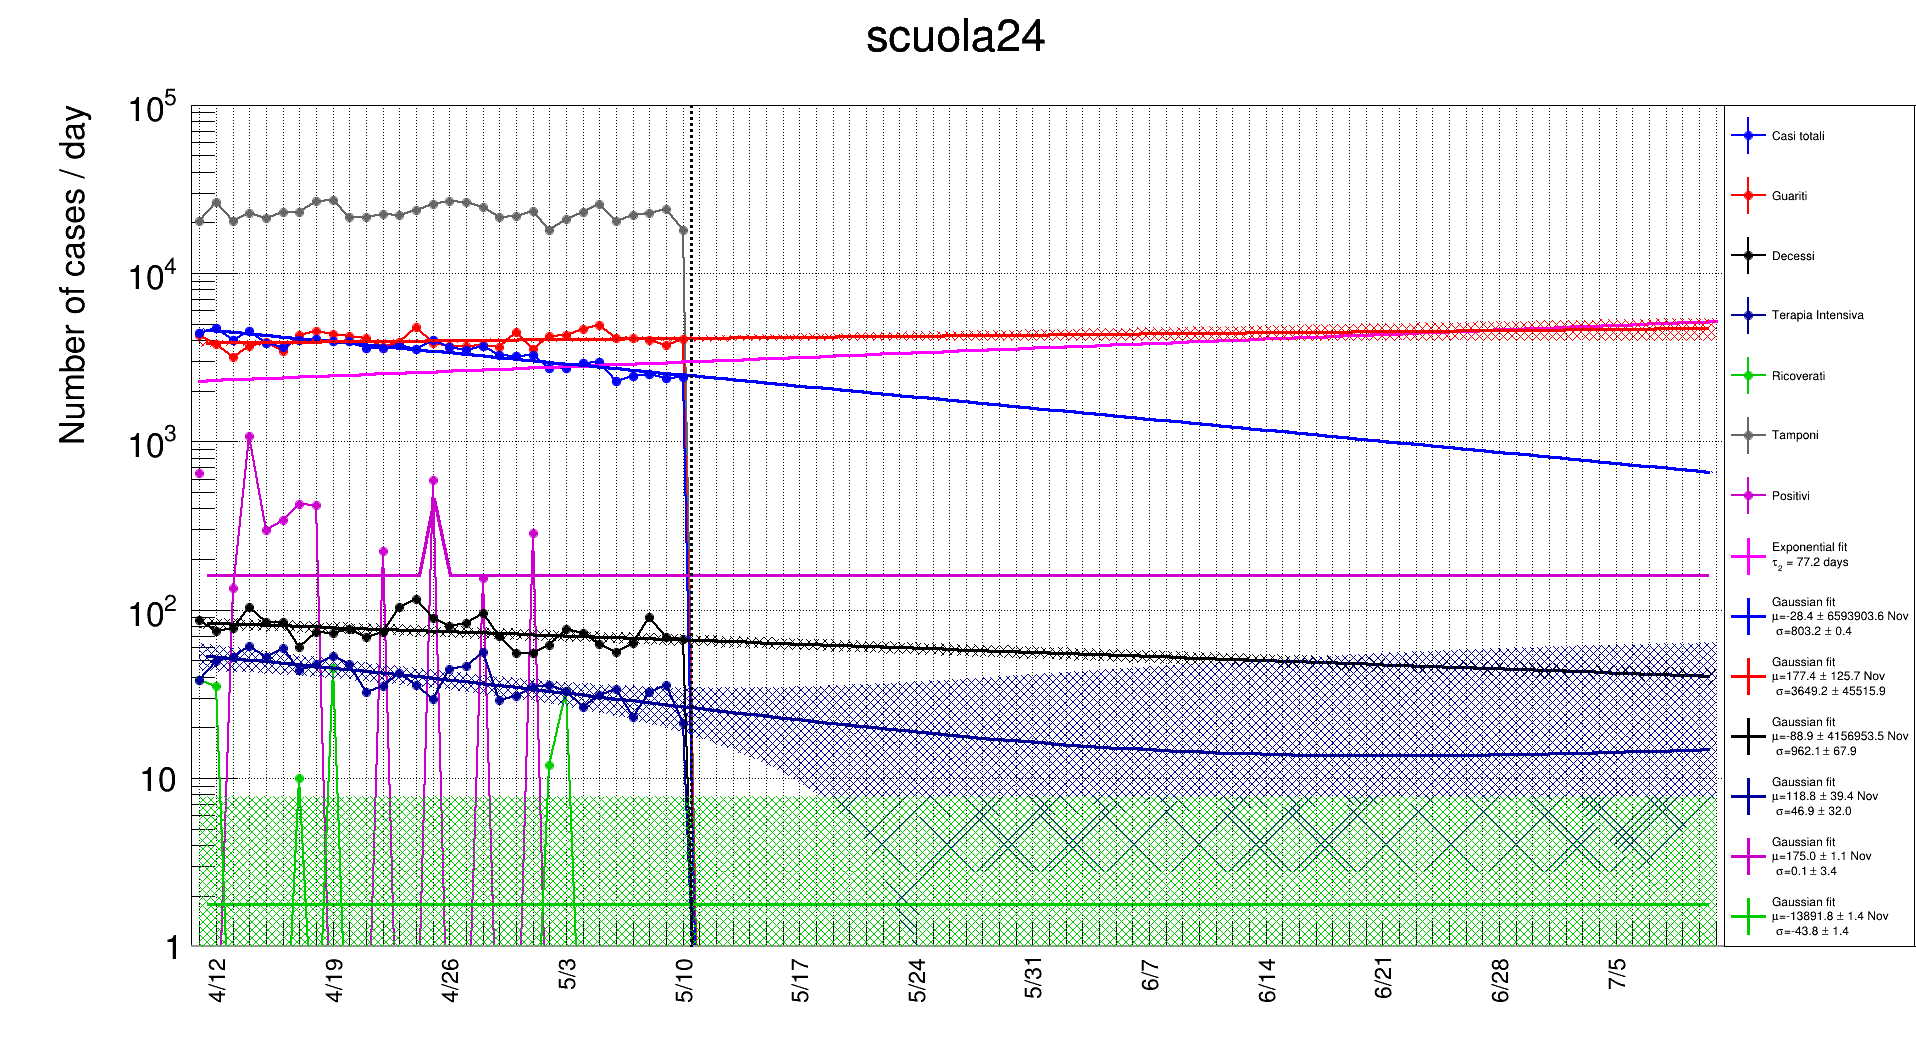 scuola24
Number of cases / day
10^5
10^4
10^3
10^2
10
1
4/12
4/19
4/26
5/3
5/10
5/17
5/24
5/31
6/7
6/14
6/21
6/28
7/5
Casi totali
Guariti
Decessi
Terapia Intensiva
Ricoverati
Tamponi
Positivi
Exponential fit
τ_2 = 77.2 days
Gaussian fit
μ=-28.4 ± 6593903.6 Nov
σ=803.2 ± 0.4
Gaussian fit
μ=177.4 ± 125.7 Nov
σ=3649.2 ± 45515.9
Gaussian fit
μ=-88.9 ± 4156953.5 Nov
σ=962.1 ± 67.9
Gaussian fit
μ=118.8 ± 39.4 Nov
σ=46.9 ± 32.0
Gaussian fit
μ=175.0 ± 1.1 Nov
σ=0.1 ± 3.4
Gaussian fit
μ=-13891.8 ± 1.4 Nov
σ=-43.8 ± 1.4